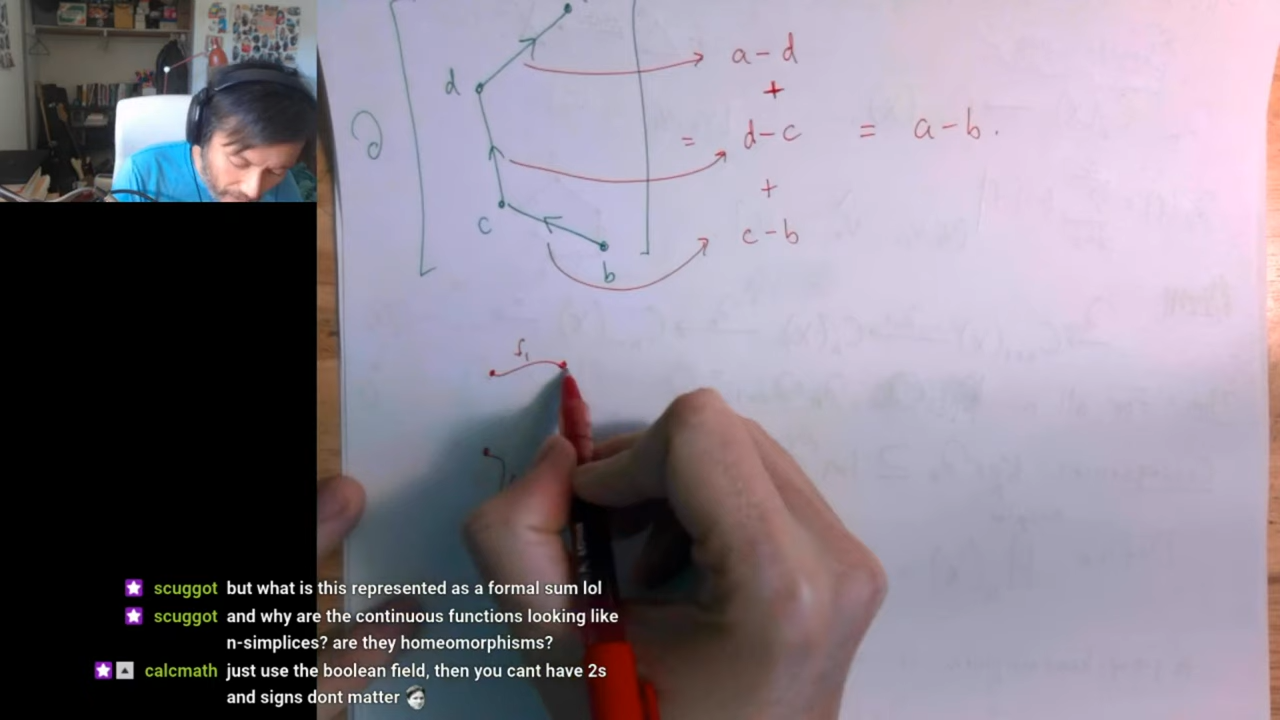 a-d
+
d
∂ = d-c = a-b.
+
c
c-b
b
f₁
scuggot but what is this represented as a formal sum lol
scuggot and why are the continuous functions looking like
n-simplices? are they homeomorphisms?
calcmath just use the boolean field, then you cant have 2s
and signs dont matter